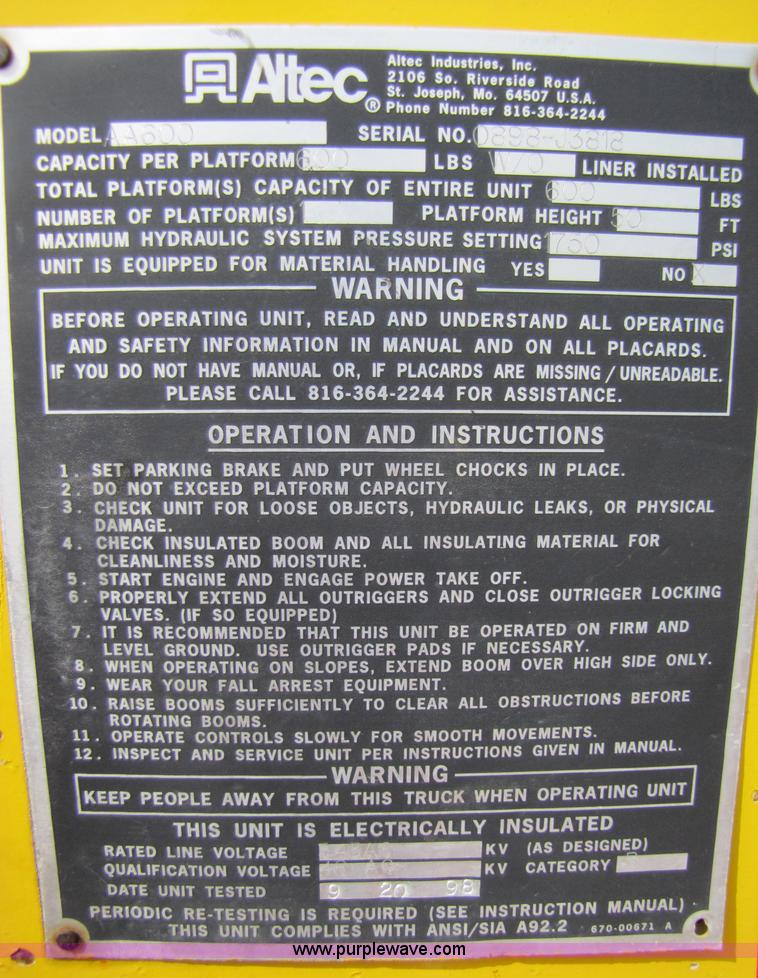 Altec®
Altec Industries, Inc.
2106 So. Riverside Road
St. Joseph, Mo. 64507 U.S.A.
Phone Number 816-364-2244
MODEL AA600 SERIAL NO. 0898-J3818
CAPACITY PER PLATFORM 600 LBS W/O LINER INSTALLED
TOTAL PLATFORM(S) CAPACITY OF ENTIRE UNIT 600 LBS
NUMBER OF PLATFORM(S) PLATFORM HEIGHT 50 FT
MAXIMUM HYDRAULIC SYSTEM PRESSURE SETTING 1750 PSI
UNIT IS EQUIPPED FOR MATERIAL HANDLING YES NO X
WARNING
BEFORE OPERATING UNIT, READ AND UNDERSTAND ALL OPERATING
AND SAFETY INFORMATION IN MANUAL AND ON ALL PLACARDS.
IF YOU DO NOT HAVE MANUAL OR, IF PLACARDS ARE MISSING/UNREADABLE.
PLEASE CALL 816-364-2244 FOR ASSISTANCE.
OPERATION AND INSTRUCTIONS
1. SET PARKING BRAKE AND PUT WHEEL CHOCKS IN PLACE.
2. DO NOT EXCEED PLATFORM CAPACITY.
3. CHECK UNIT FOR LOOSE OBJECTS, HYDRAULIC LEAKS, OR PHYSICAL
DAMAGE.
4. CHECK INSULATED BOOM AND ALL INSULATING MATERIAL FOR
CLEANLINESS AND MOISTURE.
5. START ENGINE AND ENGAGE POWER TAKE OFF.
6. PROPERLY EXTEND ALL OUTRIGGERS AND CLOSE OUTRIGGER LOCKING
VALVES. (IF SO EQUIPPED)
7. IT IS RECOMMENDED THAT THIS UNIT BE OPERATED ON FIRM AND
LEVEL GROUND. USE OUTRIGGER PADS IF NECESSARY.
8. WHEN OPERATING ON SLOPES, EXTEND BOOM OVER HIGH SIDE ONLY.
9. WEAR YOUR FALL ARREST EQUIPMENT.
10. RAISE BOOMS SUFFICIENTLY TO CLEAR ALL OBSTRUCTIONS BEFORE
ROTATING BOOMS.
11. OPERATE CONTROLS SLOWLY FOR SMOOTH MOVEMENTS.
12. INSPECT AND SERVICE UNIT PER INSTRUCTIONS GIVEN IN MANUAL.
WARNING
KEEP PEOPLE AWAY FROM THIS TRUCK WHEN OPERATING UNIT
THIS UNIT IS ELECTRICALLY INSULATED
RATED LINE VOLTAGE KV (AS DESIGNED)
QUALIFICATION VOLTAGE KV CATEGORY
DATE UNIT TESTED 9 20 98
PERIODIC RE-TESTING IS REQUIRED (SEE INSTRUCTION MANUAL)
THIS UNIT COMPLIES WITH ANSI/SIA A92.2 670-00671 A
www.purplewave.com